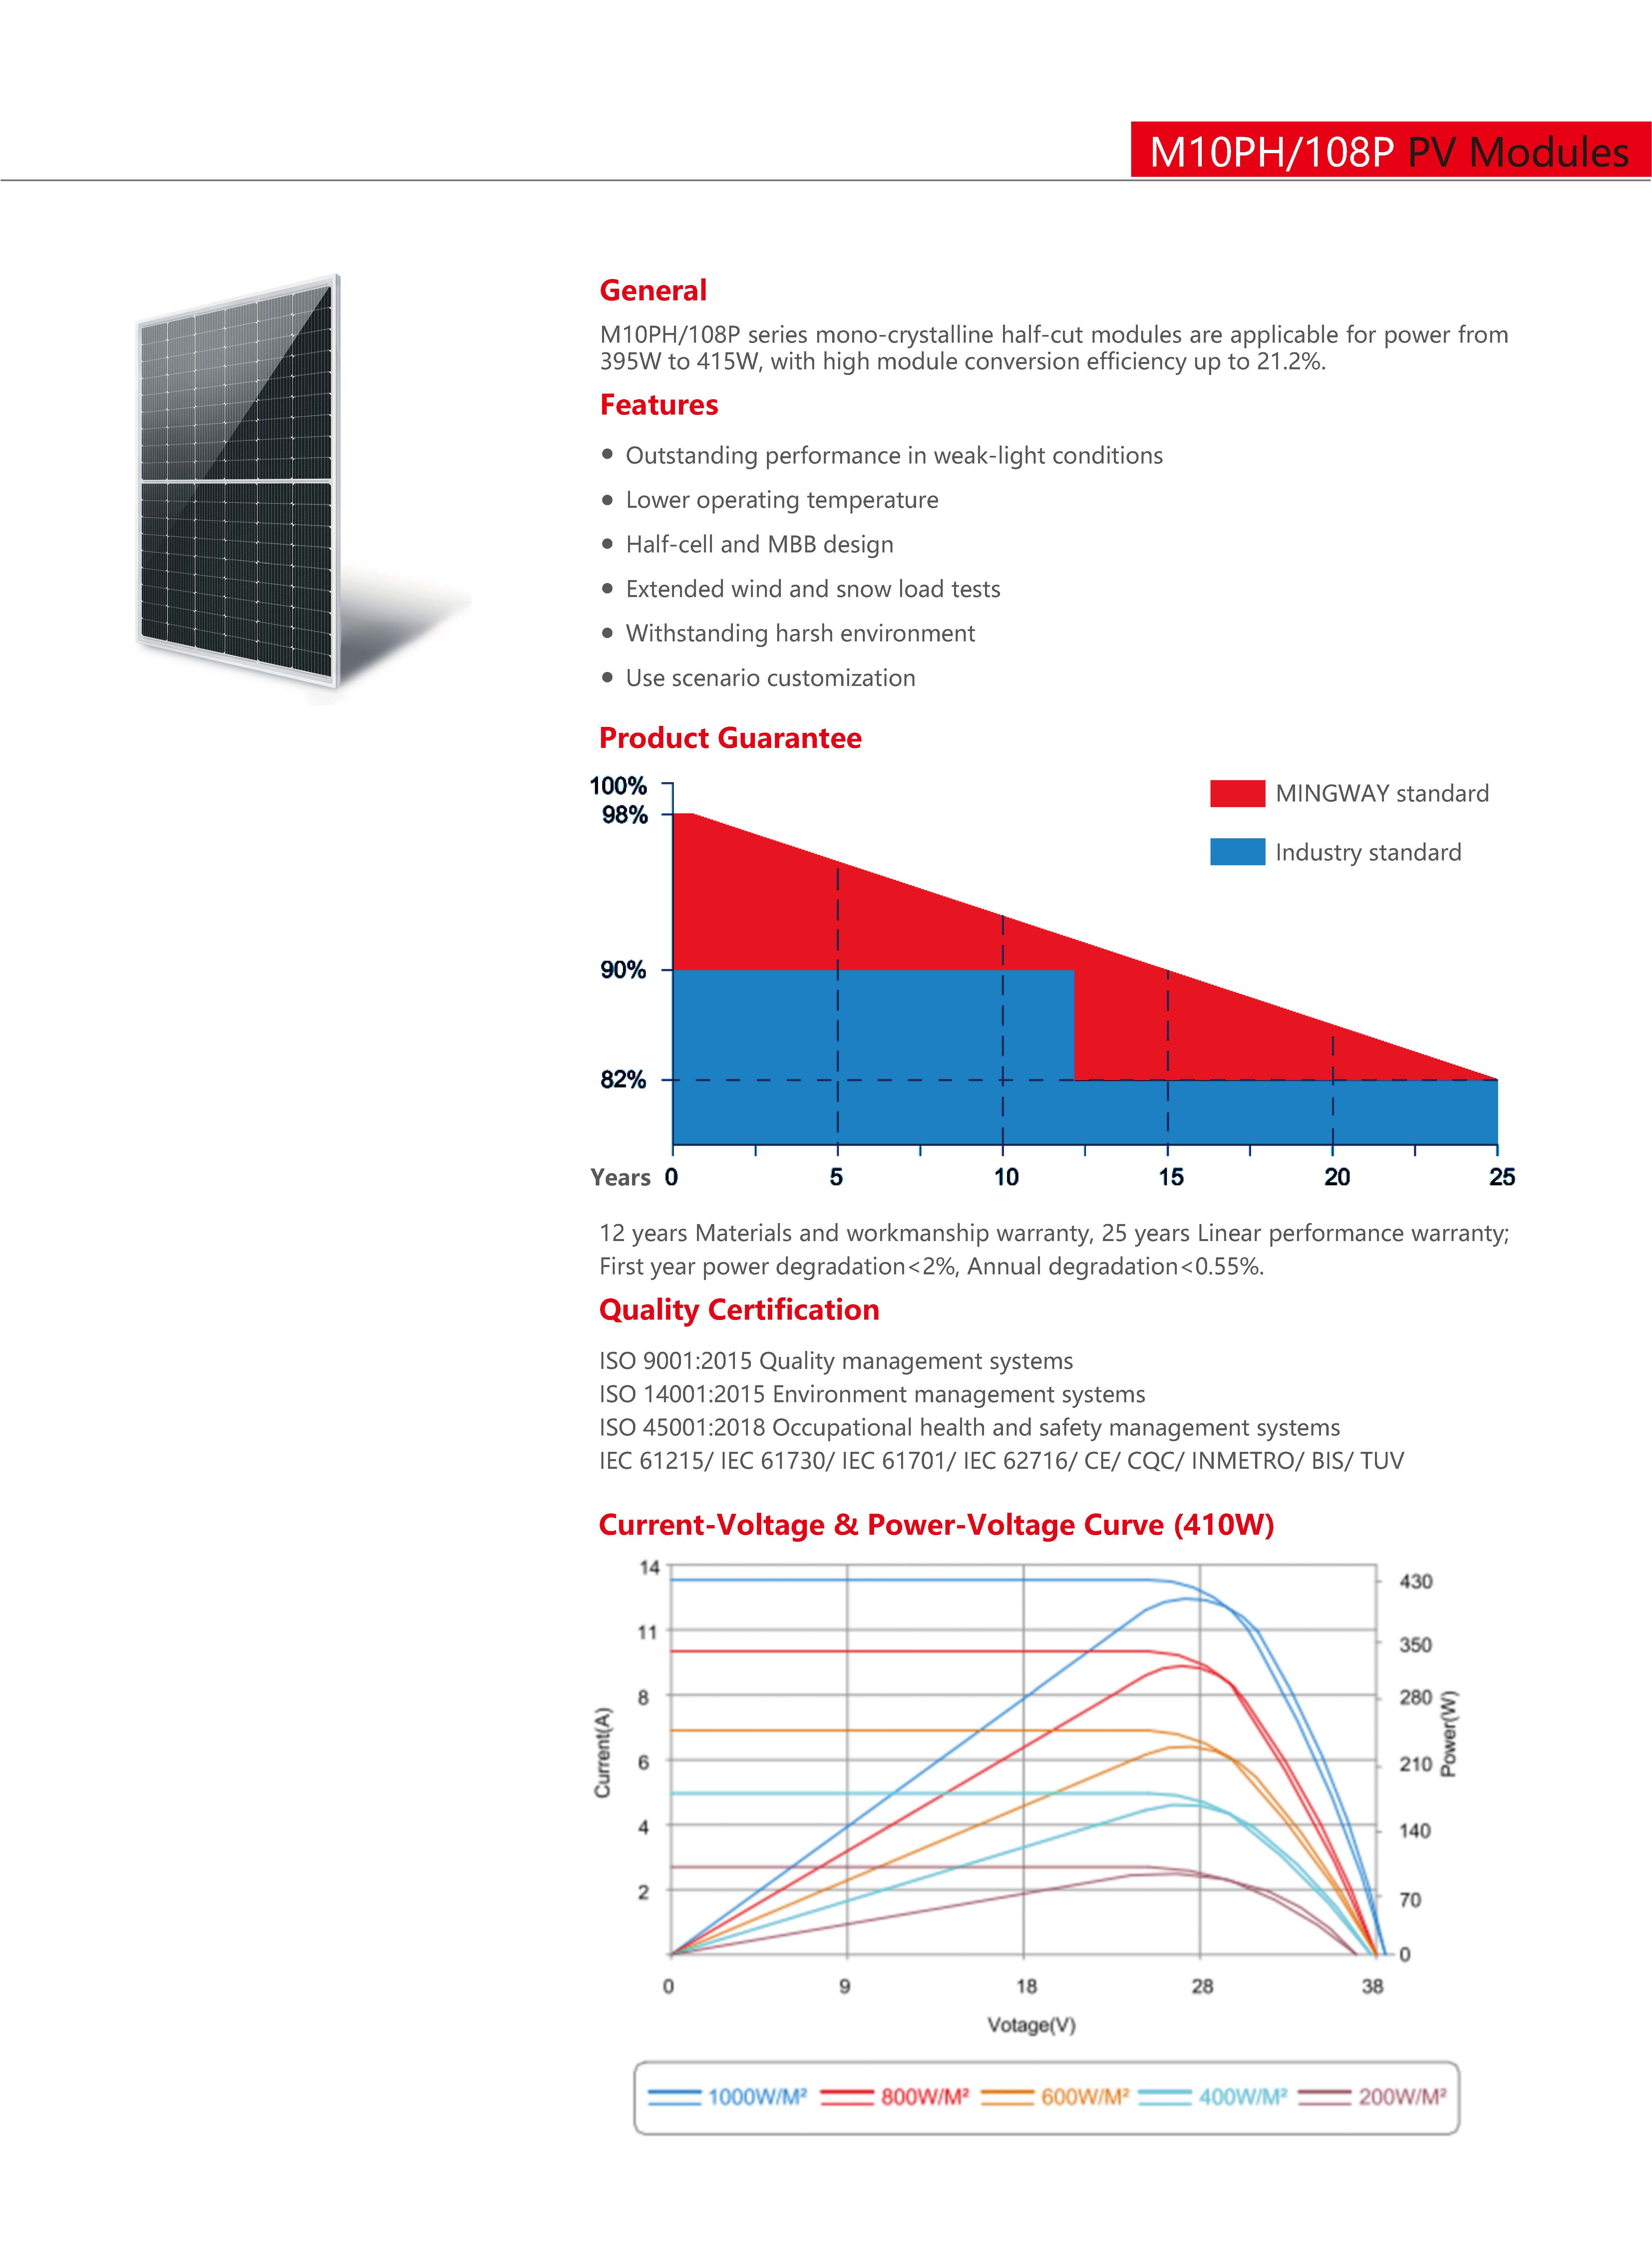 M10PH/108P PV Modules
General
M10PH/108P series mono-crystalline half-cut modules are applicable for power from
395W to 415W, with high module conversion efficiency up to 21.2%.
Features
● Outstanding performance in weak-light conditions
● Lower operating temperature
● Half-cell and MBB design
● Extended wind and snow load tests
● Withstanding harsh environment
● Use scenario customization
Product Guarantee
100%
98%
90%
82%
MINGWAY standard
Industry standard
Years 0 5 10 15 20 25
12 years Materials and workmanship warranty, 25 years Linear performance warranty;
First year power degradation<2%, Annual degradation<0.55%.
Quality Certification
ISO 9001:2015 Quality management systems
ISO 14001:2015 Environment management systems
ISO 45001:2018 Occupational health and safety management systems
IEC 61215/ IEC 61730/ IEC 61701/ IEC 62716/ CE/ CQC/ INMETRO/ BIS/ TUV
Current-Voltage & Power-Voltage Curve (410W)
Current(A)
14
11
8
6
4
2
430
350
280
210
140
70
0
Power(W)
0 9 18 28 38
Votage(V)
1000W/M² 800W/M² 600W/M² 400W/M² 200W/M²